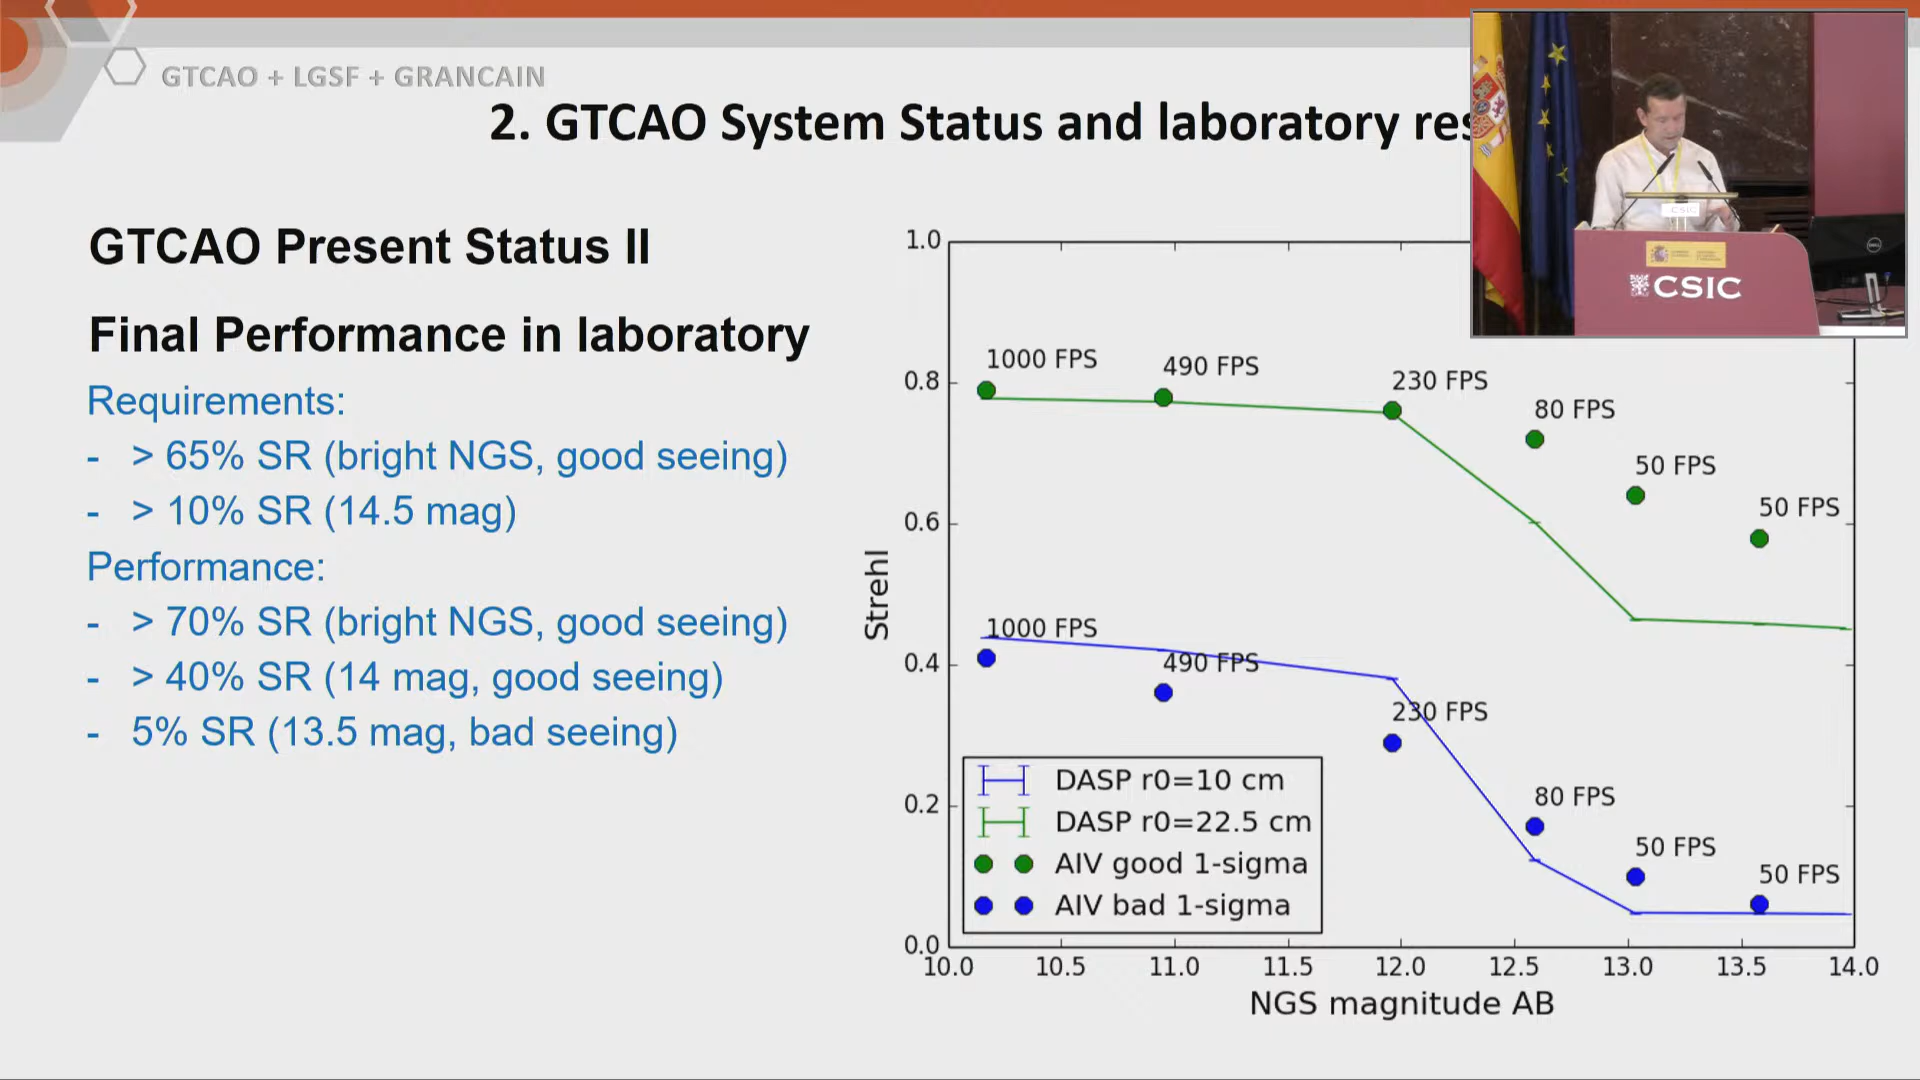 GTCAO + LGSF + GRANCAIN
2. GTCAO System Status and laboratory
GTCAO Present Status II
Final Performance in laboratory
Requirements:
- > 65% SR (bright NGS, good seeing)
- > 10% SR (14.5 mag)
Performance:
- > 70% SR (bright NGS, good seeing)
- > 40% SR (14 mag, good seeing)
- 5% SR (13.5 mag, bad seeing)
CSIC
CSIC
1.0
0.8
0.6
0.4
0.2
0.0
Strehl
1000 FPS
490 FPS
230 FPS
80 FPS
50 FPS
50 FPS
1000 FPS
490 FPS
230 FPS
80 FPS
50 FPS
50 FPS
DASP r0=10 cm
DASP r0=22.5 cm
AIV good 1-sigma
AIV bad 1-sigma
10.0 10.5 11.0 11.5 12.0 12.5 13.0 13.5 14.0
NGS magnitude AB